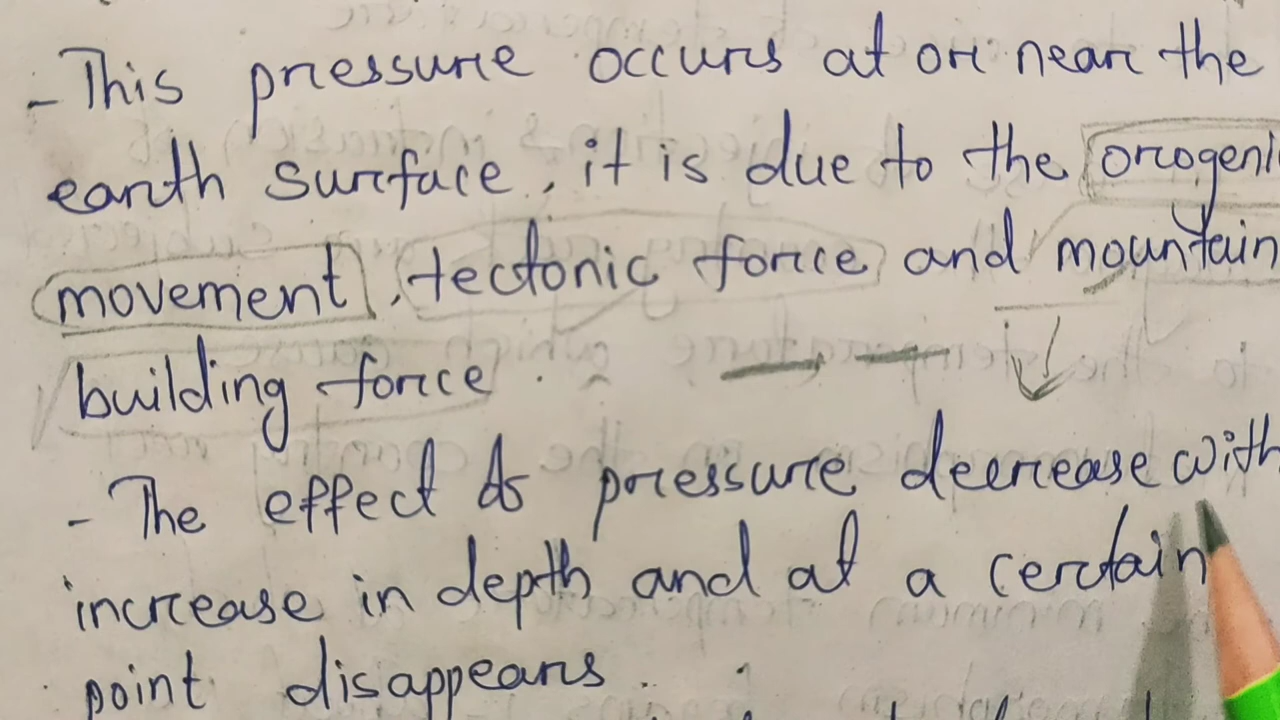 - This pressure occurs at or near the
earth surface, it is due to the orogeni
movement, tectonic force and mountain
building force.
- The effect of pressure decrease with
increase in depth and at a certain
point disappears.